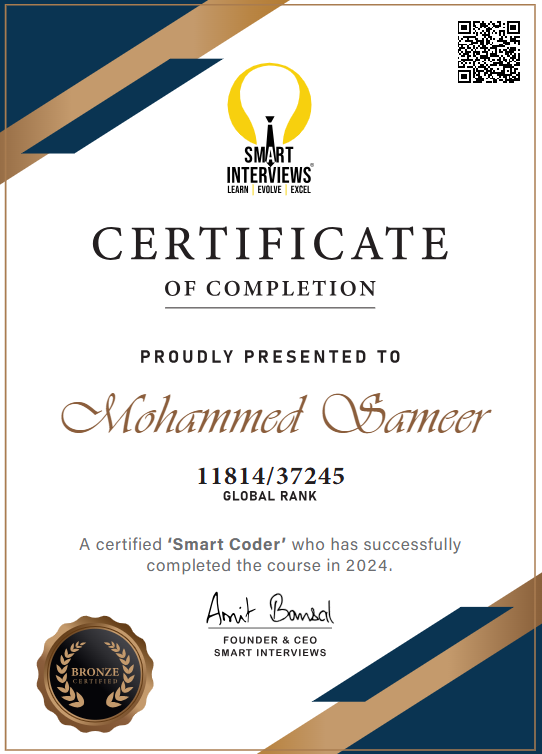 SMART
INTERVIEWS®
LEARN | EVOLVE | EXCEL
CERTIFICATE
OF COMPLETION
PROUDLY PRESENTED TO
Mohammed Sameer
11814/37245
GLOBAL RANK
A certified ‘Smart Coder’ who has successfully
completed the course in 2024.
Amit Bansal
FOUNDER & CEO
SMART INTERVIEWS
BRONZE
CERTIFIED